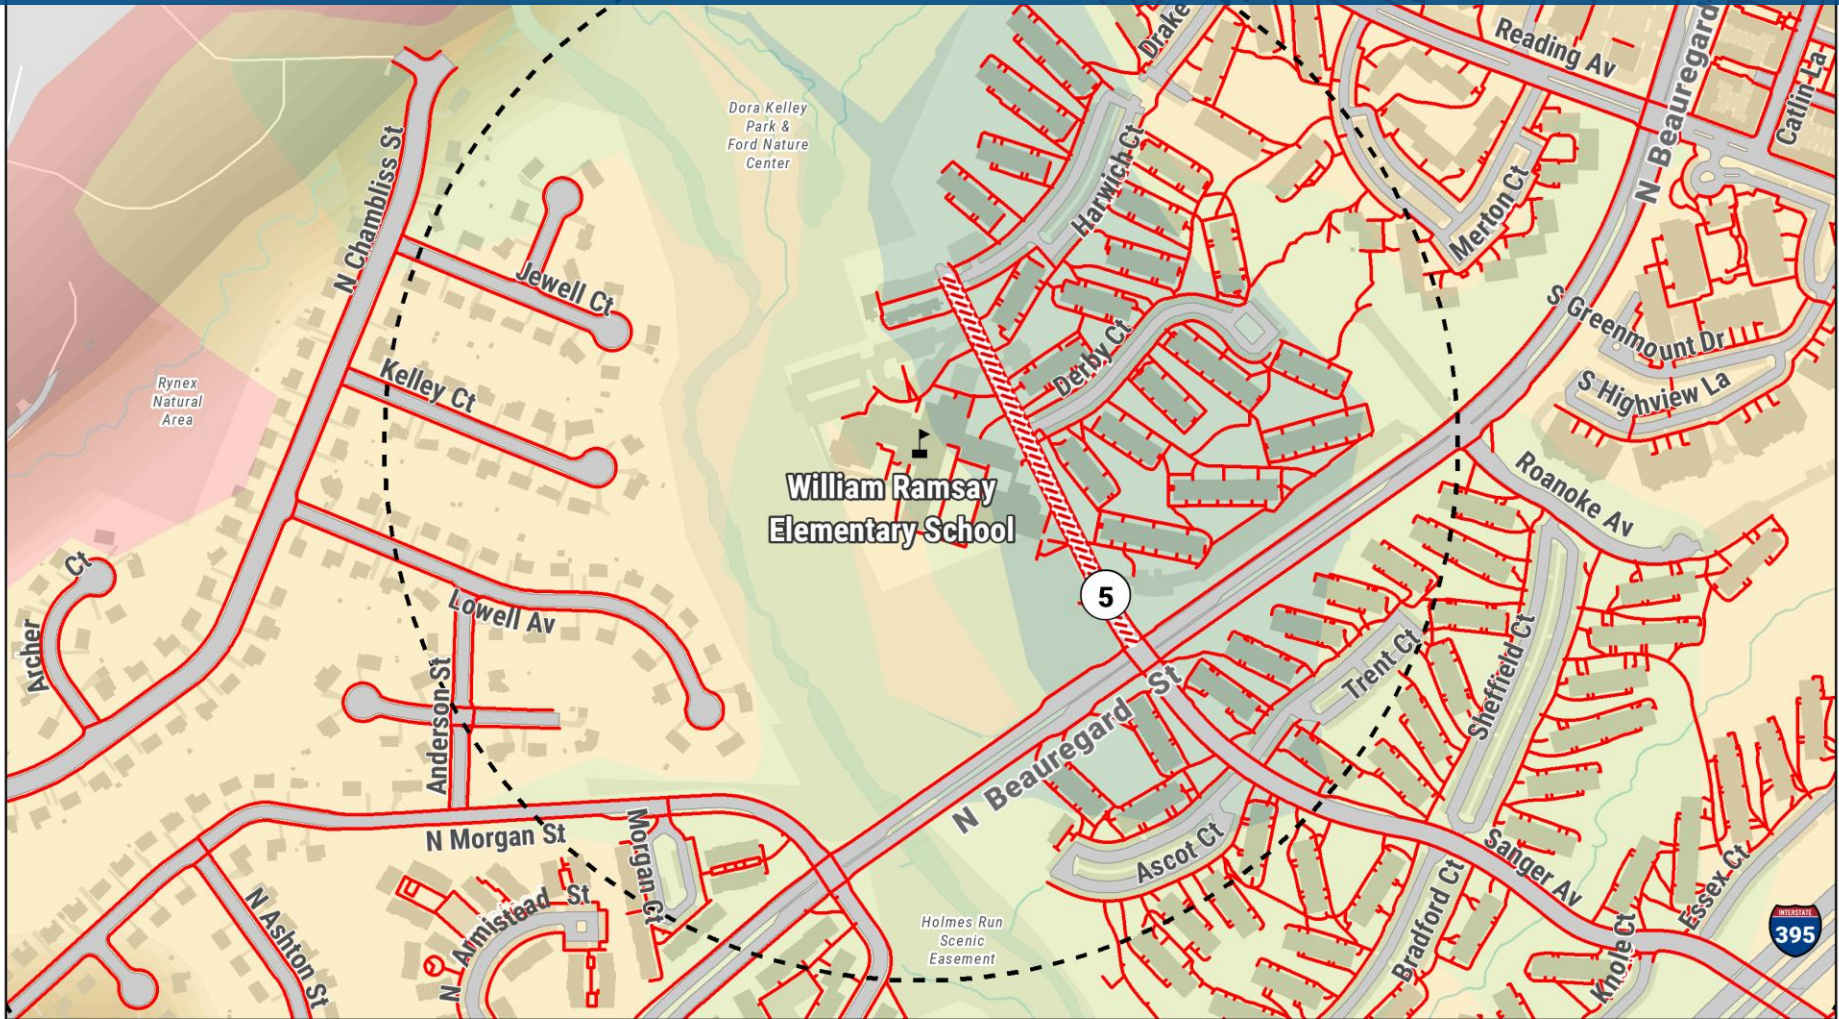 Drake
Reading Av
N Beauregard
Catlin La
Dora Kelley
Park &
Ford Nature
Center
N Chambliss St
Harwich Ct
Merton Ct
Jewell Ct
S Greenmount Dr
Rynex
Natural
Area
Kelley Ct
Derby Ct
S Highview La
William Ramsay
Elementary School
Roanoke Av
Archer Ct
5
Lowell Av
Anderson St
Trent Ct
Sheffield Ct
N Beauregard St
N Morgan St
Morgan Ct
Ascot Ct
Sanger Av
Essex Ct
N Ashton St
N Armistead St
Holmes Run
Scenic
Easement
Bradford Ct
Knole Ct
INTERSTATE
395